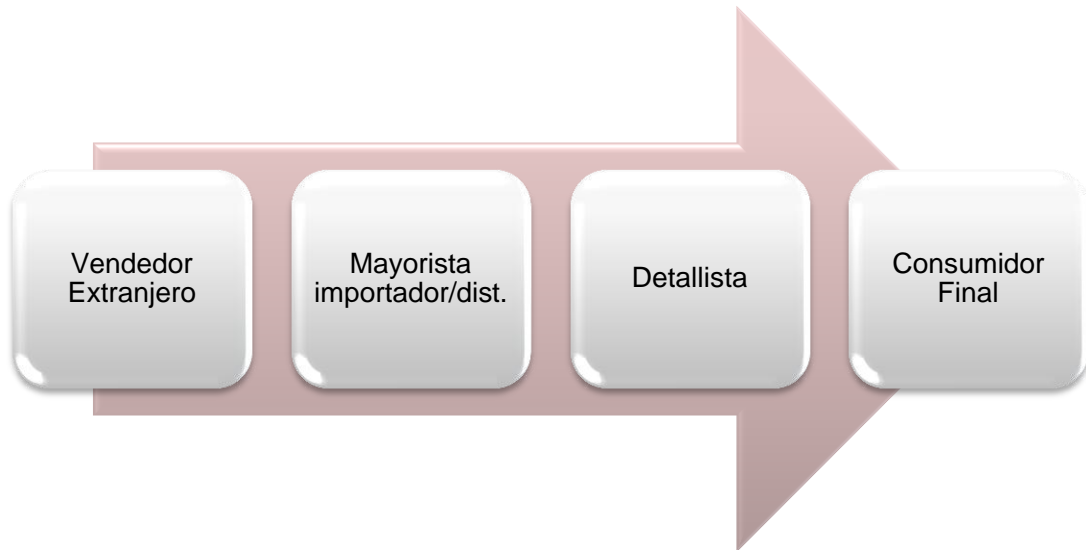 Vendedor
Extranjero
Mayorista
importador/dist.
Detallista
Consumidor
Final